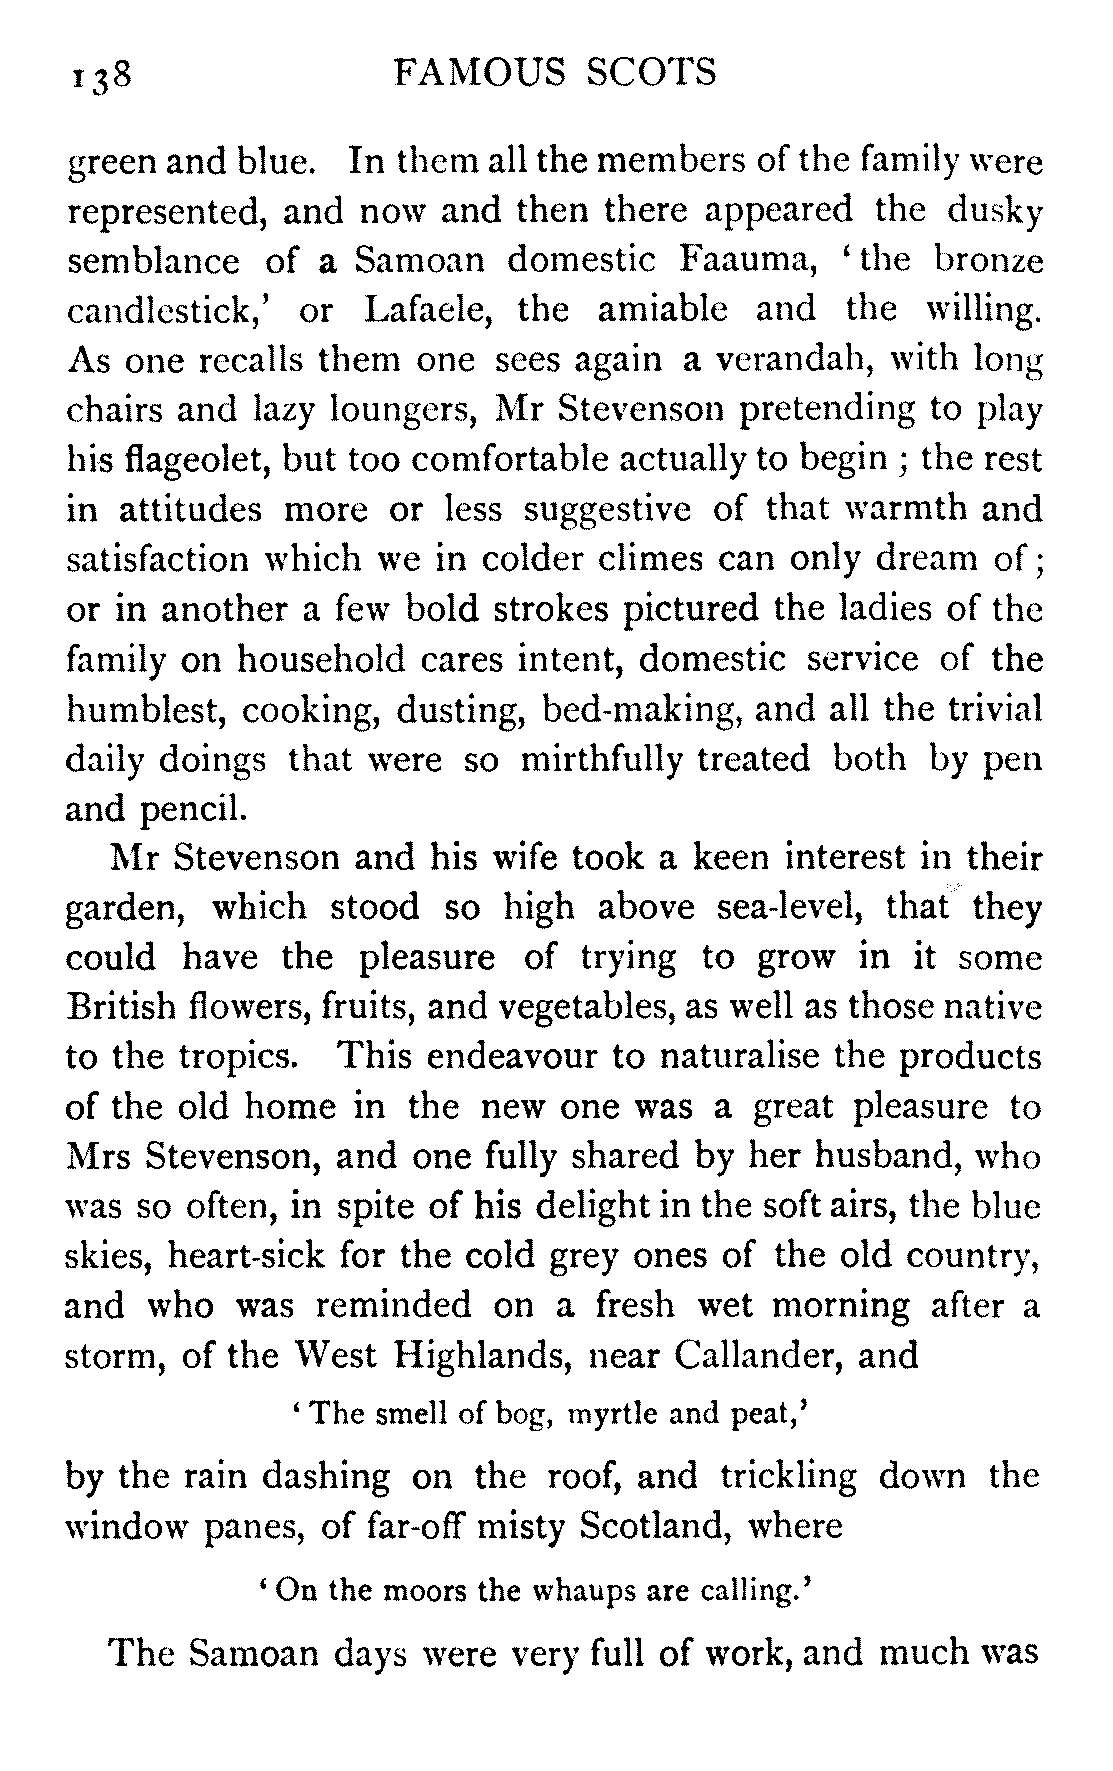 138 FAMOUS SCOTS
green and blue. In them all the members of the family were
represented, and now and then there appeared the dusky
semblance of a Samoan domestic Faauma, ‘the bronze
candlestick,’ or Lafaele, the amiable and the willing.
As one recalls them one sees again a verandah, with long
chairs and lazy loungers, Mr Stevenson pretending to play
his flageolet, but too comfortable actually to begin ; the rest
in attitudes more or less suggestive of that warmth and
satisfaction which we in colder climes can only dream of ;
or in another a few bold strokes pictured the ladies of the
family on household cares intent, domestic service of the
humblest, cooking, dusting, bed-making, and all the trivial
daily doings that were so mirthfully treated both by pen
and pencil.
Mr Stevenson and his wife took a keen interest in their
garden, which stood so high above sea-level, that they
could have the pleasure of trying to grow in it some
British flowers, fruits, and vegetables, as well as those native
to the tropics. This endeavour to naturalise the products
of the old home in the new one was a great pleasure to
Mrs Stevenson, and one fully shared by her husband, who
was so often, in spite of his delight in the soft airs, the blue
skies, heart-sick for the cold grey ones of the old country,
and who was reminded on a fresh wet morning after a
storm, of the West Highlands, near Callander, and
‘The smell of bog, myrtle and peat,’
by the rain dashing on the roof, and trickling down the
window panes, of far-off misty Scotland, where
‘On the moors the whaups are calling.’
The Samoan days were very full of work, and much was